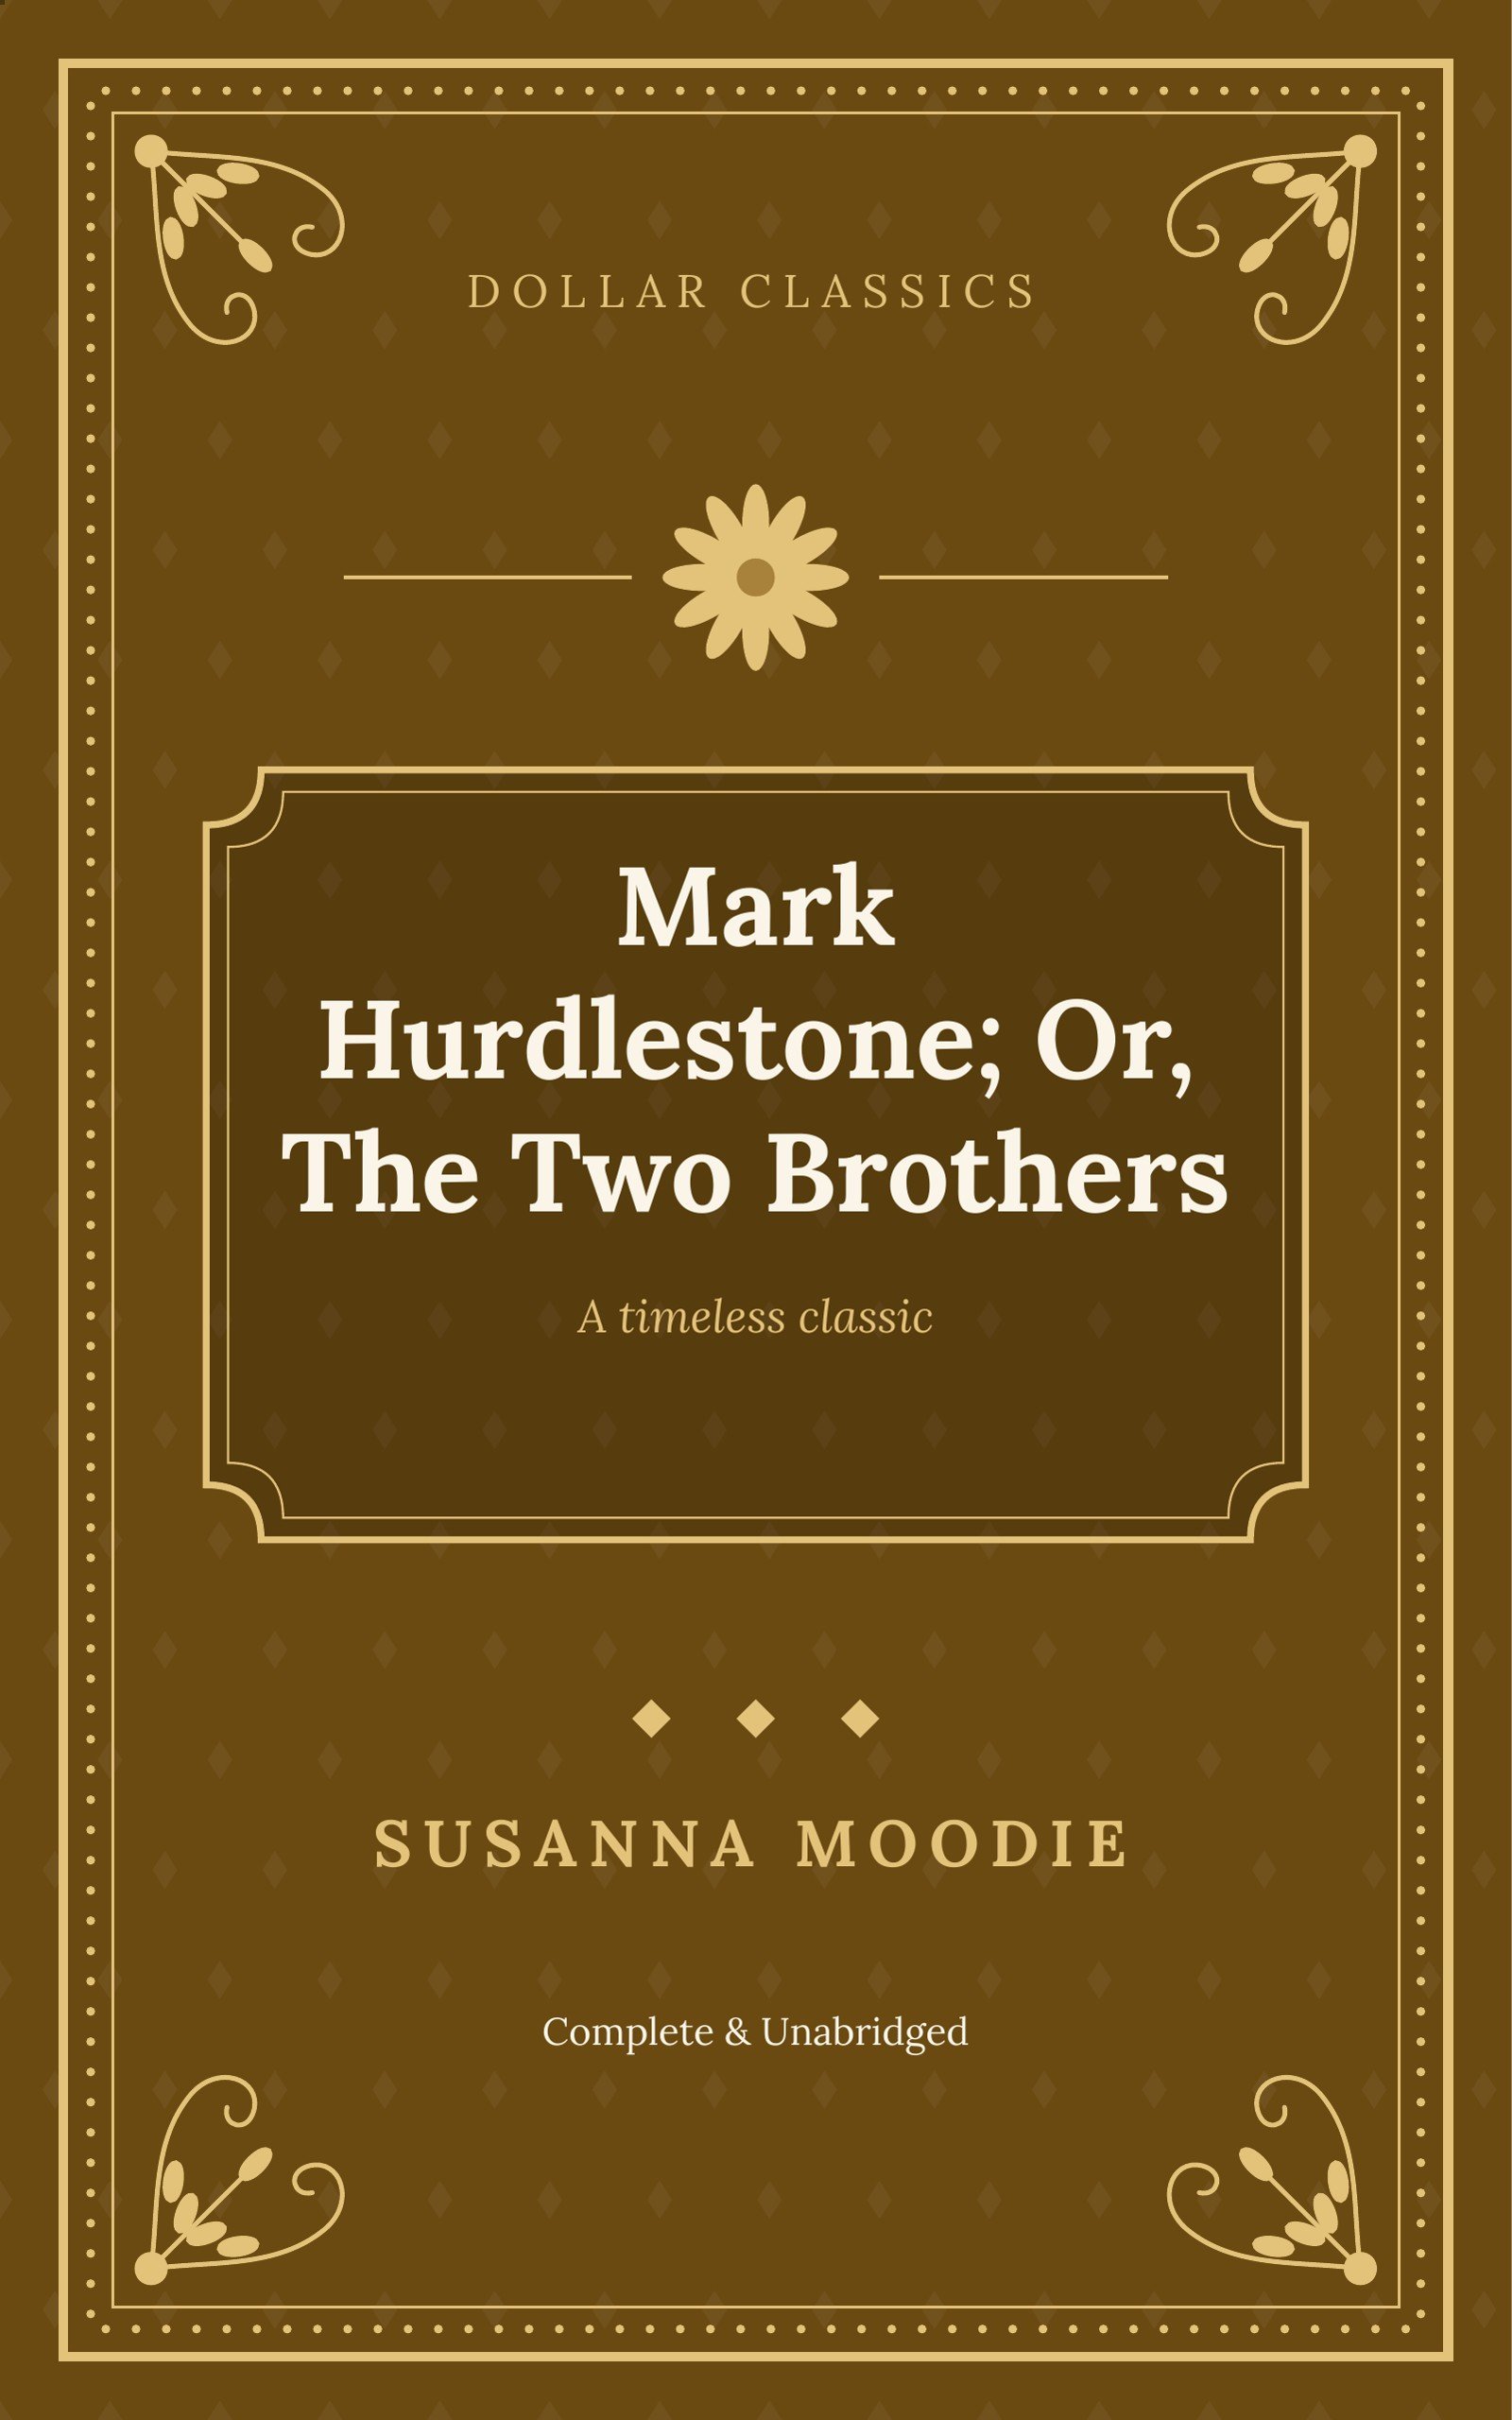 DOLLAR CLASSICS
Mark
Hurdlestone; Or,
The Two Brothers
A timeless classic
SUSANNA MOODIE
Complete & Unabridged